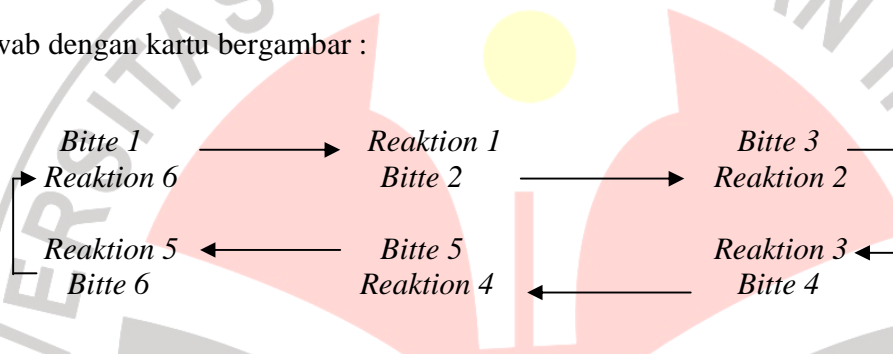 wab dengan kartu bergambar :
Bitte 1 Reaktion 1 Bitte 3
Reaktion 6 Bitte 2 Reaktion 2
Reaktion 5 Bitte 5 Reaktion 3
Bitte 6 Reaktion 4 Bitte 4